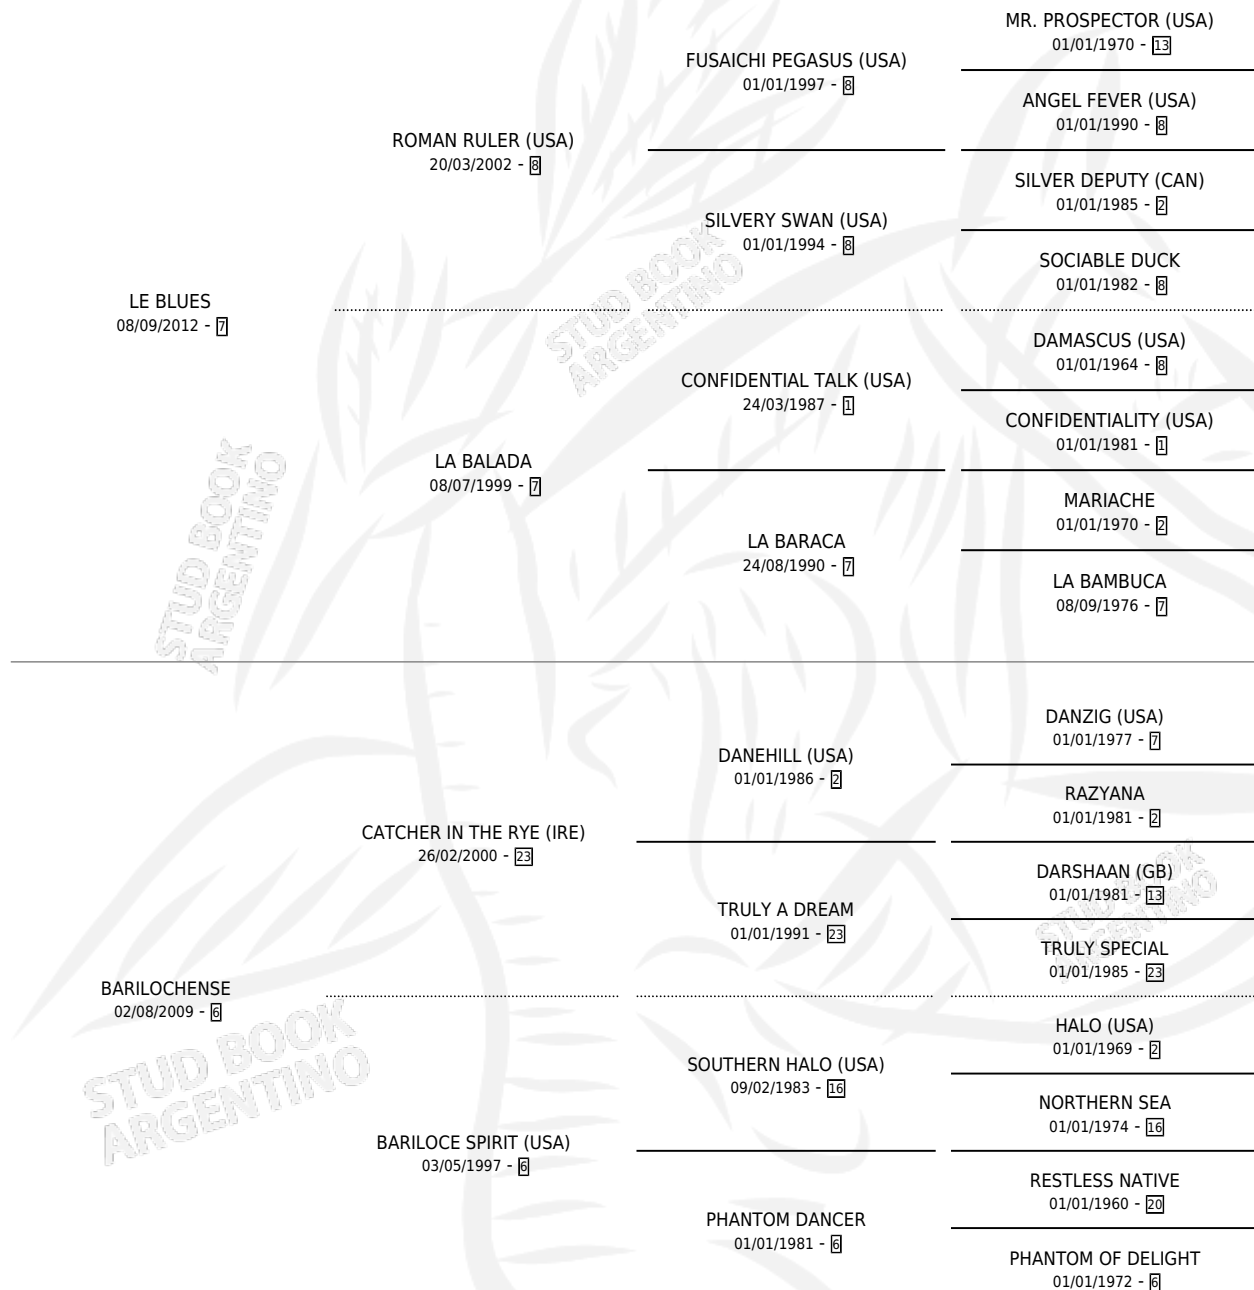 MR. PROSPECTOR (USA)
01/01/1970 - 13
FUSAICHI PEGASUS (USA)
01/01/1997 - 8
ANGEL FEVER (USA)
01/01/1990 - 8
ROMAN RULER (USA)
20/03/2002 - 8
SILVER DEPUTY (CAN)
01/01/1985 - 2
SILVERY SWAN (USA)
01/01/1994 - 8
SOCIABLE DUCK
01/01/1982 - 8
LE BLUES
08/09/2012 - 7
STUD BOOK
ARGENTINO
DAMASCUS (USA)
01/01/1964 - 8
CONFIDENTIAL TALK (USA)
24/03/1987 - 1
CONFIDENTIALITY (USA)
01/01/1981 - 1
LA BALADA
08/07/1999 - 7
MARIACHE
01/01/1970 - 2
LA BARACA
24/08/1990 - 7
LA BAMBUCA
08/09/1976 - 7
STUD BOOK
ARGENTINO
DANZIG (USA)
01/01/1977 - 7
DANEHILL (USA)
01/01/1986 - 2
RAZYANA
01/01/1981 - 2
CATCHER IN THE RYE (IRE)
26/02/2000 - 23
DARSHAAN (GB)
01/01/1981 - 13
TRULY A DREAM
01/01/1991 - 23
TRULY SPECIAL
01/01/1985 - 23
STUD BOOK
ARGENTINO
BARILOCHENSE
02/08/2009 - 6
HALO (USA)
01/01/1969 - 2
SOUTHERN HALO (USA)
09/02/1983 - 16
NORTHERN SEA
01/01/1974 - 16
STUD BOOK
ARGENTINO
BARILOCE SPIRIT (USA)
03/05/1997 - 6
RESTLESS NATIVE
01/01/1960 - 20
PHANTOM DANCER
01/01/1981 - 6
PHANTOM OF DELIGHT
01/01/1972 - 6